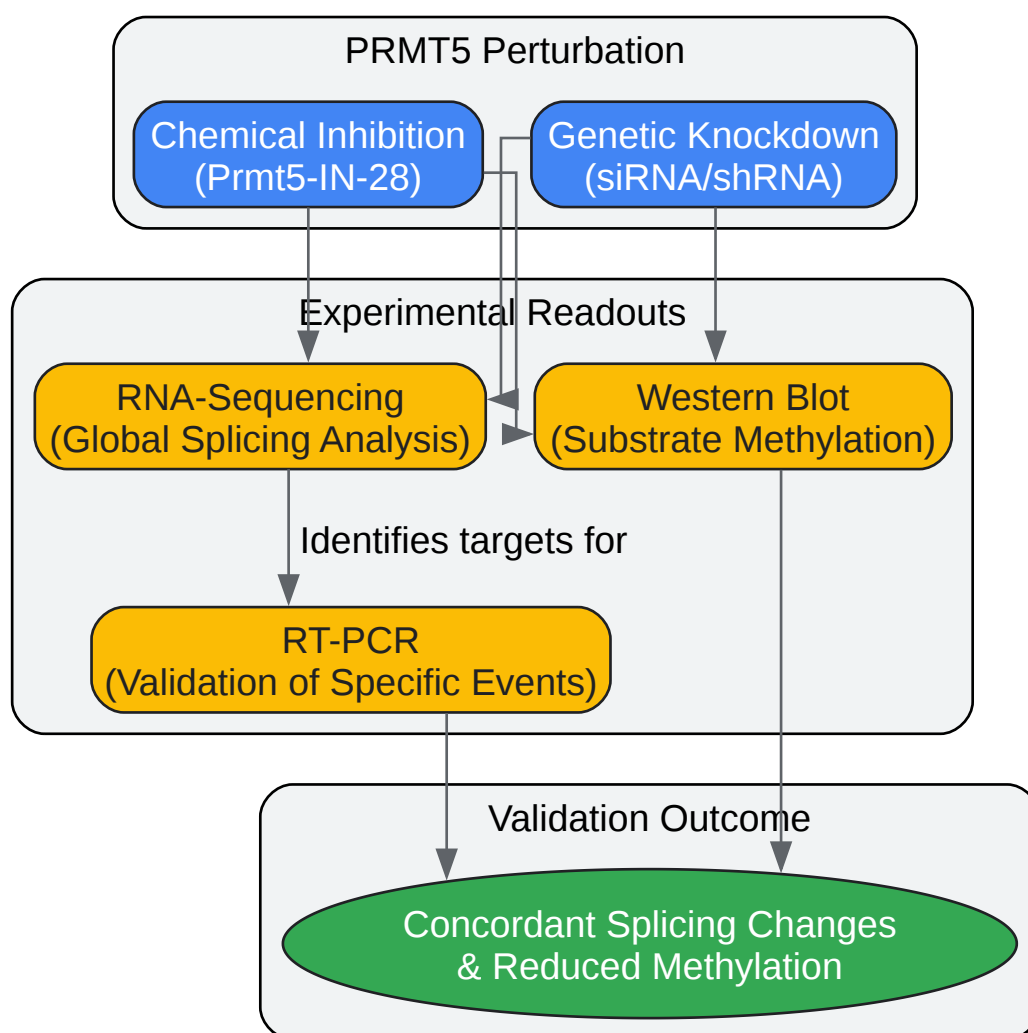 PRMT5 Perturbation
Chemical Inhibition
(Prmt5-IN-28)
Genetic Knockdown
(siRNA/shRNA)
Experimental Readouts
RNA-Sequencing
(Global Splicing Analysis)
Western Blot
(Substrate Methylation)
Identifies targets for
RT-PCR
(Validation of Specific Events)
Validation Outcome
Concordant Splicing Changes
& Reduced Methylation